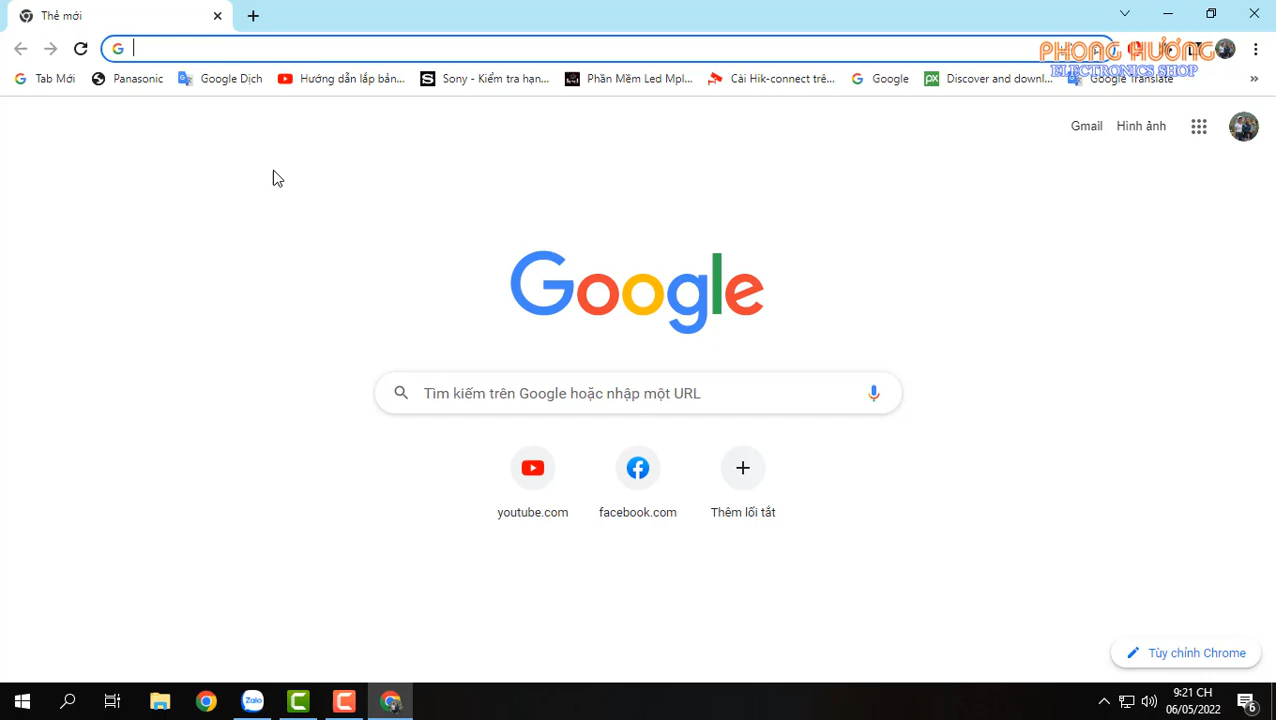 Thẻ mới
PHONG HƯƠNG
ELECTRONICS SHOP
Tab Mới
Panasonic
Google Dịch
Hướng dẫn lắp bản...
Sony - Kiểm tra hạn...
Phần Mềm Led Mpl...
Cài Hik-connect trê...
Google
Discover and downl...
Google Translate
»
Gmail
Hình ảnh
Google
Tìm kiếm trên Google hoặc nhập một URL
youtube.com
facebook.com
Thêm lối tắt
Tùy chỉnh Chrome
Zalo
9:21 CH
06/05/2022
6